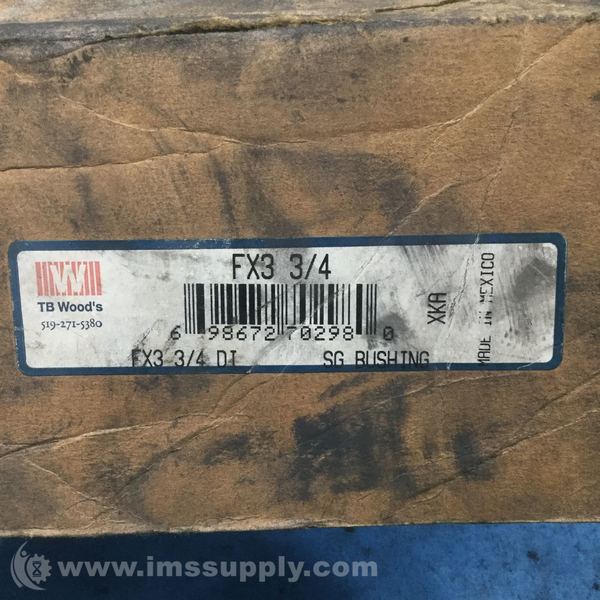 FX3 3/4
TB Wood's
519-271-5380
6 98672 70298 0
FX3 3/4 DI SG BUSHING
XKA
MADE IN MEXICO
www.imssupply.com